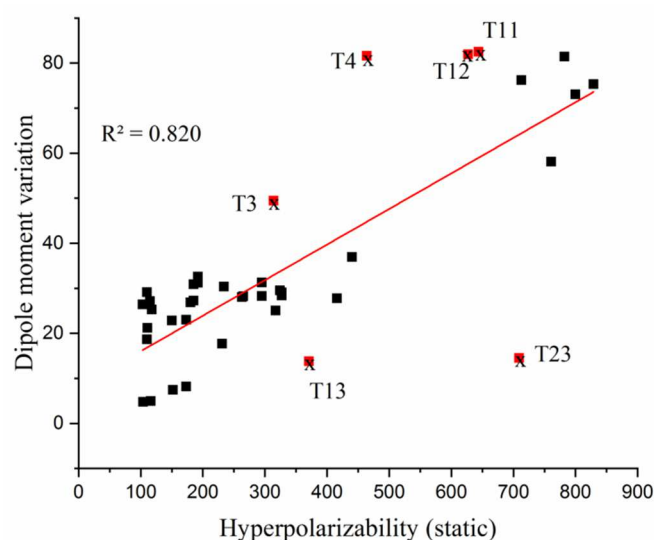 T11
T4
T12
80
R² = 0.820
60
T3
40
20
T23
T13
0
0 100 200 300 400 500 600 700 800 900
Hyperpolarizability (static)
Dipole moment variation